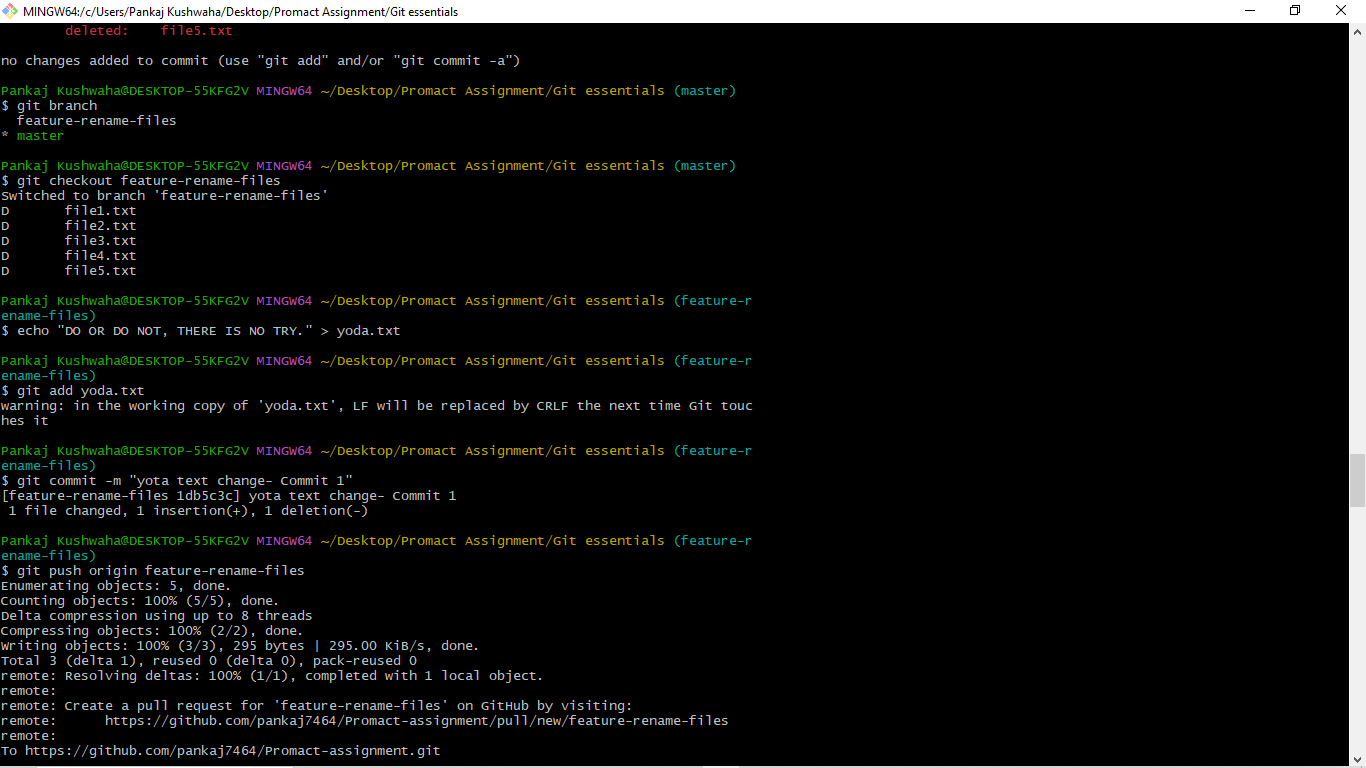 MINGW64:/c/Users/Pankaj Kushwaha/Desktop/Promact Assignment/Git essentials
deleted:    file5.txt
no changes added to commit (use "git add" and/or "git commit -a")
Pankaj Kushwaha@DESKTOP-55KFG2V MINGW64 ~/Desktop/Promact Assignment/Git essentials (master)
$ git branch
  feature-rename-files
* master
Pankaj Kushwaha@DESKTOP-55KFG2V MINGW64 ~/Desktop/Promact Assignment/Git essentials (master)
$ git checkout feature-rename-files
Switched to branch 'feature-rename-files'
D       file1.txt
D       file2.txt
D       file3.txt
D       file4.txt
D       file5.txt
Pankaj Kushwaha@DESKTOP-55KFG2V MINGW64 ~/Desktop/Promact Assignment/Git essentials (feature-r
ename-files)
$ echo "DO OR DO NOT, THERE IS NO TRY." > yoda.txt
Pankaj Kushwaha@DESKTOP-55KFG2V MINGW64 ~/Desktop/Promact Assignment/Git essentials (feature-r
ename-files)
$ git add yoda.txt
warning: in the working copy of 'yoda.txt', LF will be replaced by CRLF the next time Git touc
hes it
Pankaj Kushwaha@DESKTOP-55KFG2V MINGW64 ~/Desktop/Promact Assignment/Git essentials (feature-r
ename-files)
$ git commit -m "yota text change- Commit 1"
[feature-rename-files 1db5c3c] yota text change- Commit 1
 1 file changed, 1 insertion(+), 1 deletion(-)
Pankaj Kushwaha@DESKTOP-55KFG2V MINGW64 ~/Desktop/Promact Assignment/Git essentials (feature-r
ename-files)
$ git push origin feature-rename-files
Enumerating objects: 5, done.
Counting objects: 100% (5/5), done.
Delta compression using up to 8 threads
Compressing objects: 100% (2/2), done.
Writing objects: 100% (3/3), 295 bytes | 295.00 KiB/s, done.
Total 3 (delta 1), reused 0 (delta 0), pack-reused 0
remote: Resolving deltas: 100% (1/1), completed with 1 local object.
remote:
remote: Create a pull request for 'feature-rename-files' on GitHub by visiting:
remote:      https://github.com/pankaj7464/Promact-assignment/pull/new/feature-rename-files
remote:
To https://github.com/pankaj7464/Promact-assignment.git